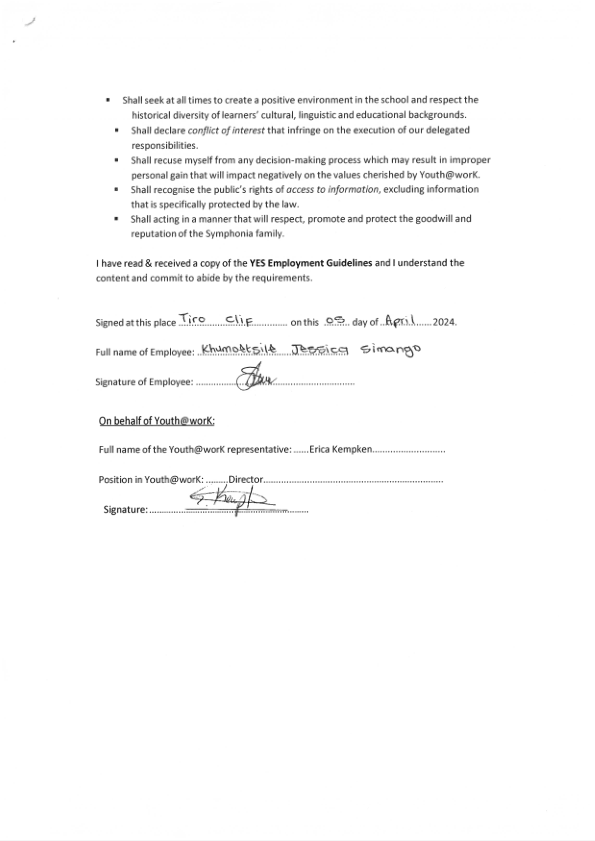 ▪ Shall seek at all times to create a positive environment in the school and respect the
historical diversity of learners' cultural, linguistic and educational backgrounds.
▪ Shall declare conflict of interest that infringe on the execution of our delegated
responsibilities.
▪ Shall recuse myself from any decision-making process which may result in improper
personal gain that will impact negatively on the values cherished by Youth@worK.
▪ Shall recognise the public's rights of access to information, excluding information
that is specifically protected by the law.
▪ Shall acting in a manner that will respect, promote and protect the goodwill and
reputation of the Symphonia family.
I have read & received a copy of the YES Employment Guidelines and I understand the
content and commit to abide by the requirements.
Signed at this place Tiro Clif on this 05 day of April 2024.
Full name of Employee: Jessica Simango
Signature of Employee:
On behalf of Youth@worK:
Full name of the Youth@worK representative: ......Erica Kempken...........................
Position in Youth@worK: .........Director...................................................................
Signature: